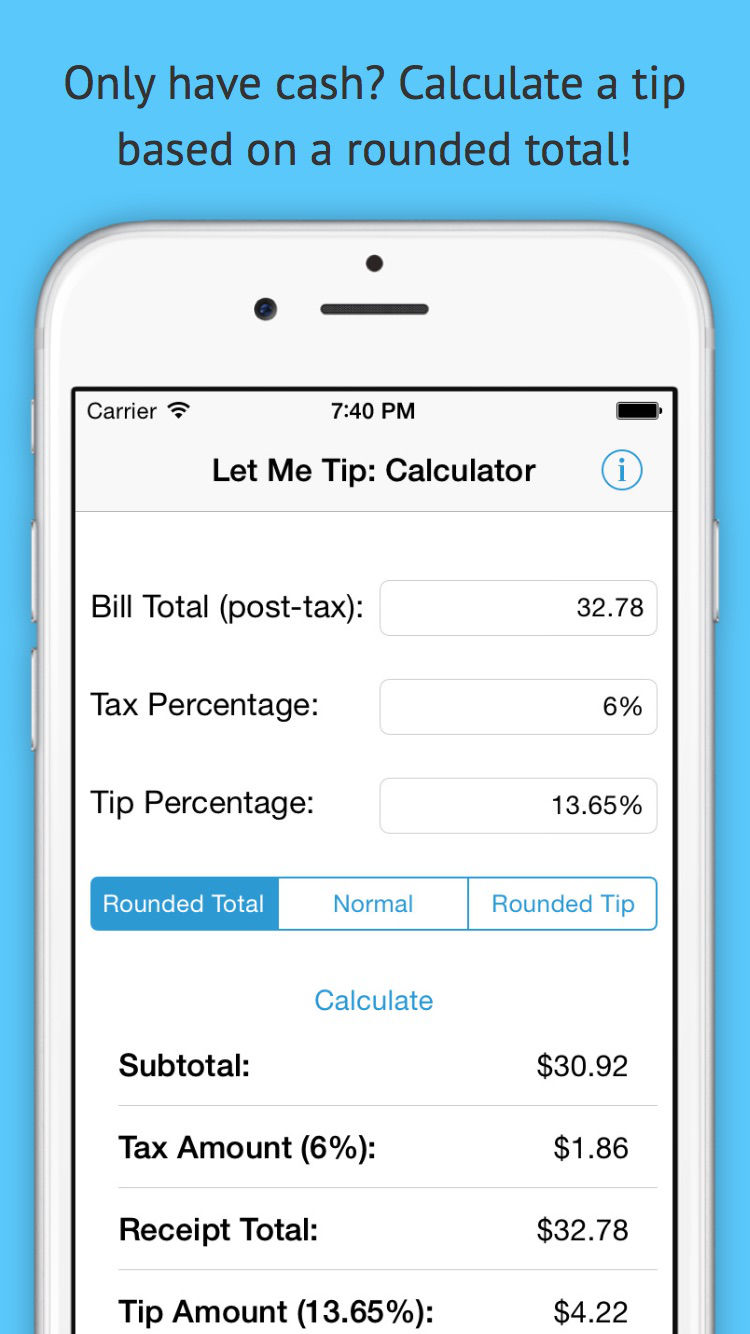 Only have cash? Calculate a tip
based on a rounded total!
Carrier 7:40 PM
Let Me Tip: Calculator i
Bill Total (post-tax): 32.78
Tax Percentage: 6%
Tip Percentage: 13.65%
Rounded Total Normal Rounded Tip
Calculate
Subtotal: $30.92
Tax Amount (6%): $1.86
Receipt Total: $32.78
Tip Amount (13.65%): $4.22